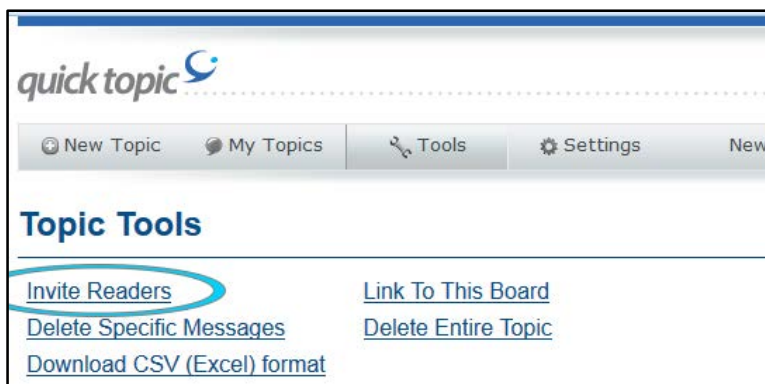 quick topic
New Topic My Topics Tools Settings New
Topic Tools
Invite Readers Link To This Board
Delete Specific Messages Delete Entire Topic
Download CSV (Excel) format